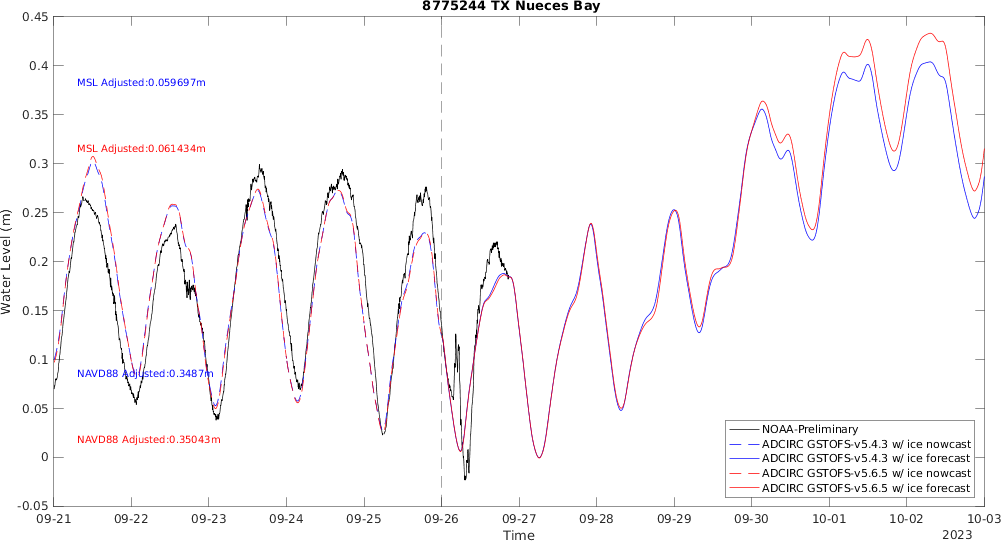 8775244 TX Nueces Bay
Water Level (m)
0.45
0.4
0.35
0.3
0.25
0.2
0.15
0.1
0.05
0
-0.05
MSL Adjusted:0.059697m
MSL Adjusted:0.061434m
NAVD88 Adjusted:0.3487m
NAVD88 Adjusted:0.35043m
NOAA-Preliminary
ADCIRC GSTOFS-v5.4.3 w/ ice nowcast
ADCIRC GSTOFS-v5.4.3 w/ ice forecast
ADCIRC GSTOFS-v5.6.5 w/ ice nowcast
ADCIRC GSTOFS-v5.6.5 w/ ice forecast
09-21 09-22 09-23 09-24 09-25 09-26 09-27 09-28 09-29 09-30 10-01 10-02 10-03
Time
2023